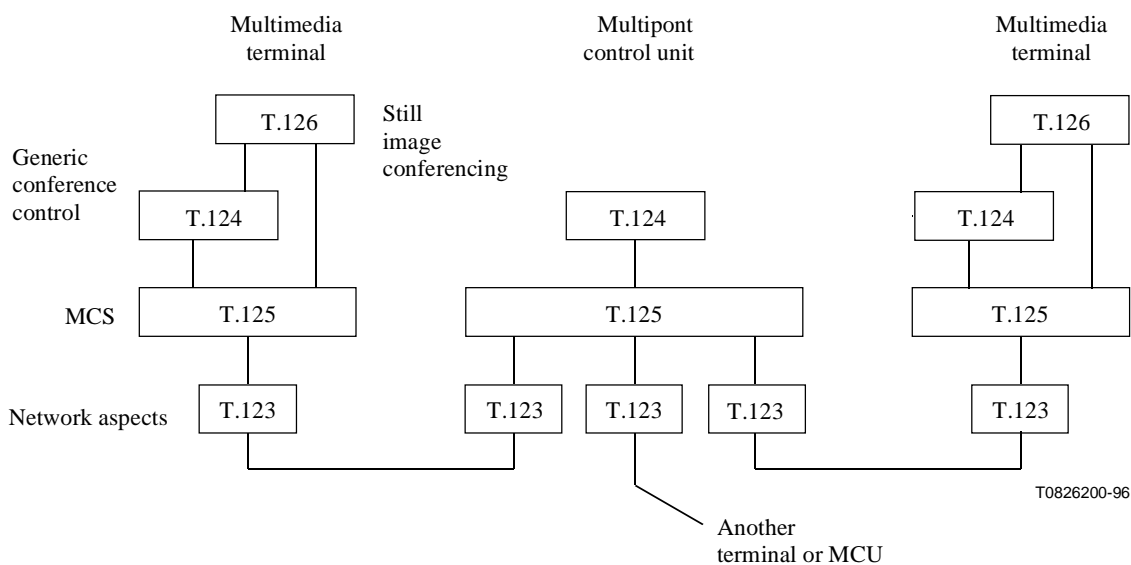 Multimedia
terminal
Multipont
control unit
Multimedia
terminal
T.126
Still
image
conferencing
T.126
Generic
conference
control
T.124
T.124
T.124
MCS
T.125
T.125
T.125
Network aspects
T.123
T.123
T.123
T.123
T.123
T0826200-96
Another
terminal or MCU